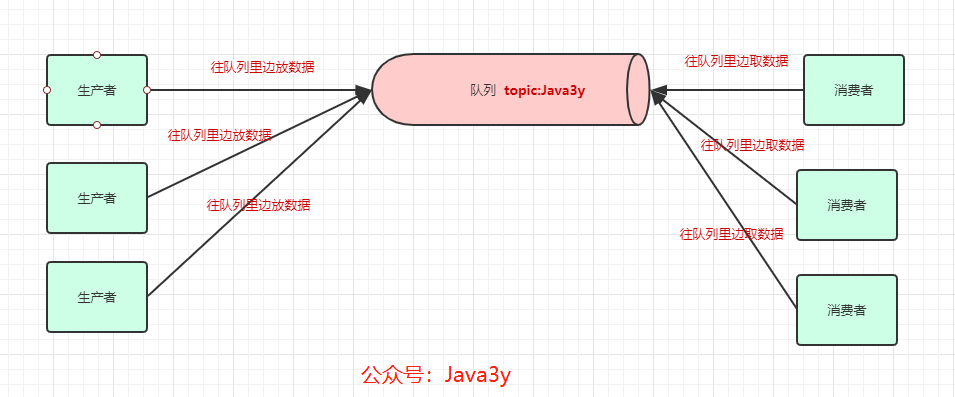 生产者
往队列里边放数据
队列 topic:Java3y
往队列里边取数据
消费者
往队列里边放数据
往队列里边取数据
生产者
往队列里边放数据
消费者
往队列里边取数据
生产者
消费者
公众号：Java3y